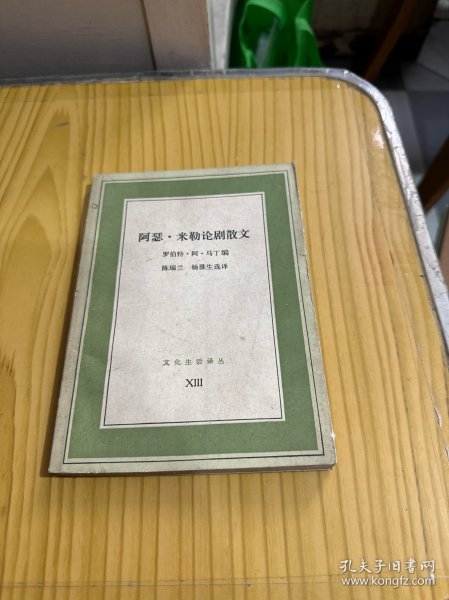 阿瑟·米勒论剧散文
罗伯特·阿·马丁编
陈瑞兰 杨淮生选译
文化生活译丛
XIII
孔夫子旧书网
www.kongfz.com